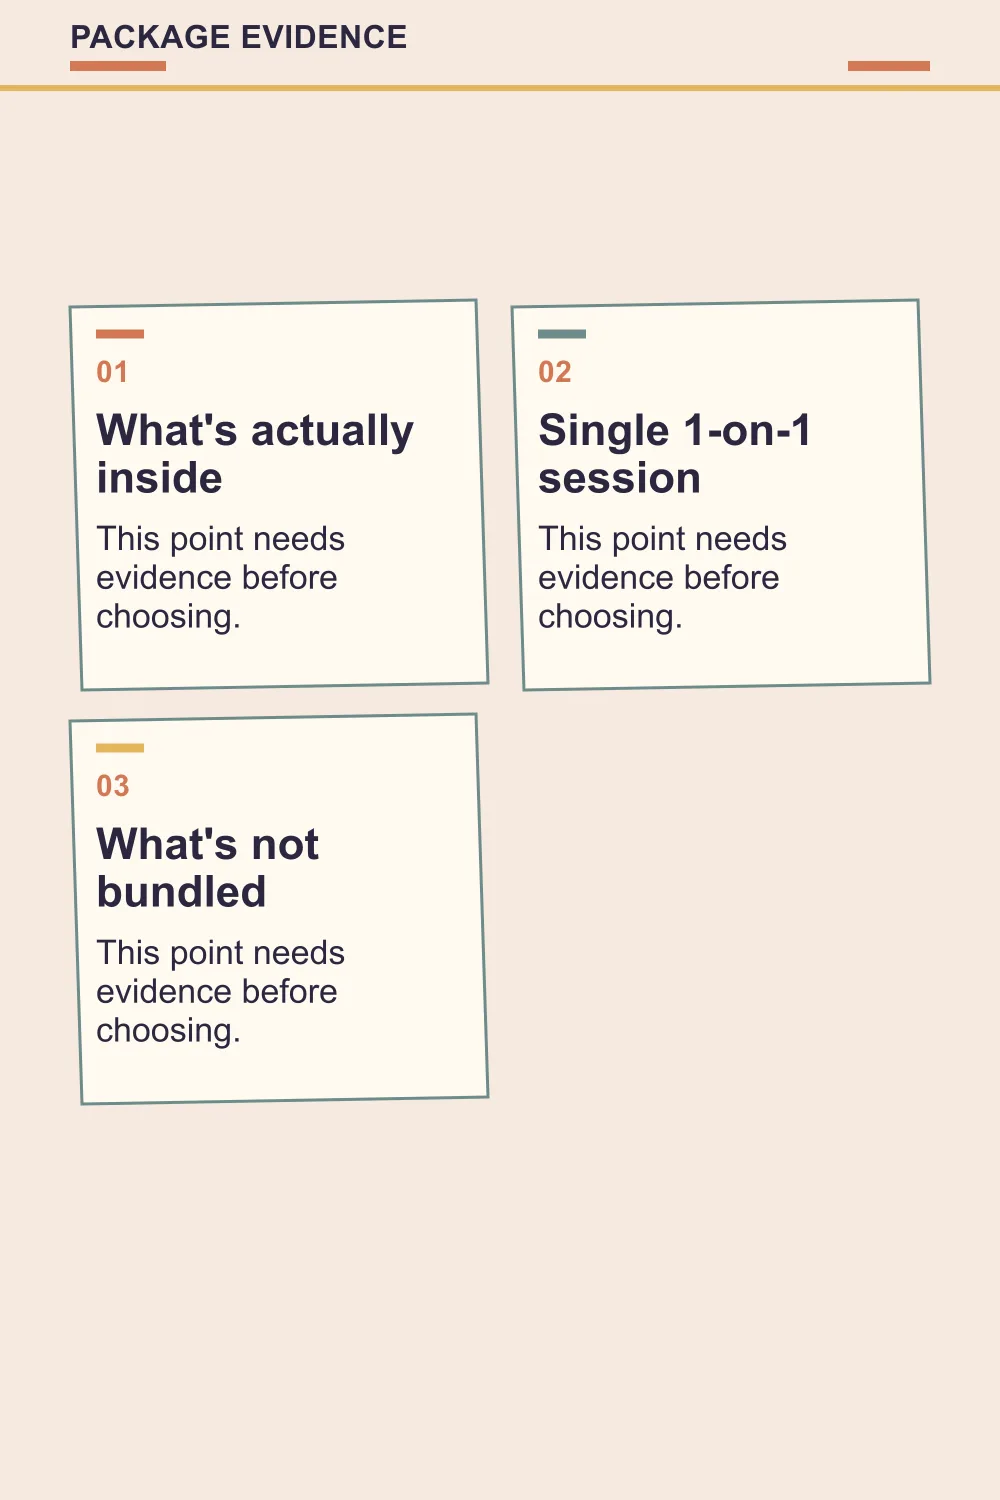 PACKAGE EVIDENCE
01
What's actually
inside
This point needs
evidence before
choosing.
02
Single 1-on-1
session
This point needs
evidence before
choosing.
03
What's not
bundled
This point needs
evidence before
choosing.